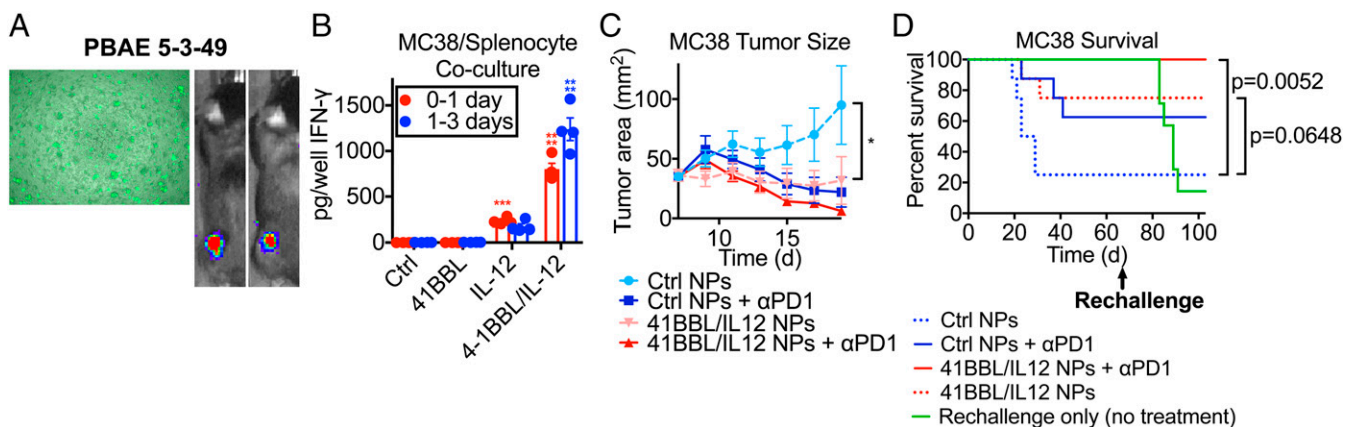 A
PBAE 5-3-49
B
MC38/Splenocyte
Co-culture
0-1 day
1-3 days
pg/well IFN-γ
1500
1000
500
0
***
**
**
**
**
Ctrl
41BBL
IL-12
4-1BBL/IL-12
C
MC38 Tumor Size
Tumor area (mm²)
100
50
0
10
15
Time (d)
*
Ctrl NPs
Ctrl NPs + αPD1
41BBL/IL12 NPs
41BBL/IL12 NPs + αPD1
D
MC38 Survival
Percent survival
100
80
60
40
20
0
0
20
40
60
80
100
Time (d)
Rechallenge
p=0.0052
p=0.0648
Ctrl NPs
Ctrl NPs + αPD1
41BBL/IL12 NPs + αPD1
41BBL/IL12 NPs
Rechallenge only (no treatment)